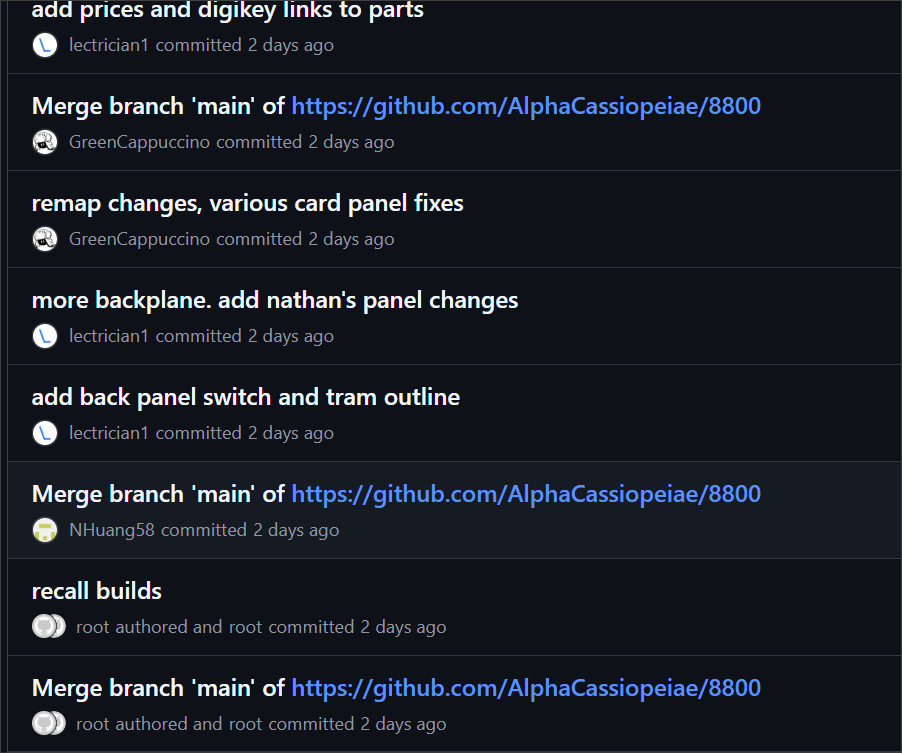 add prices and digikey links to parts
lectrician1 committed 2 days ago
Merge branch 'main' of https://github.com/AlphaCassiopeiae/8800
GreenCappuccino committed 2 days ago
remap changes, various card panel fixes
GreenCappuccino committed 2 days ago
more backplane. add nathan's panel changes
lectrician1 committed 2 days ago
add back panel switch and tram outline
lectrician1 committed 2 days ago
Merge branch 'main' of https://github.com/AlphaCassiopeiae/8800
NHuang58 committed 2 days ago
recall builds
root authored and root committed 2 days ago
Merge branch 'main' of https://github.com/AlphaCassiopeiae/8800
root authored and root committed 2 days ago